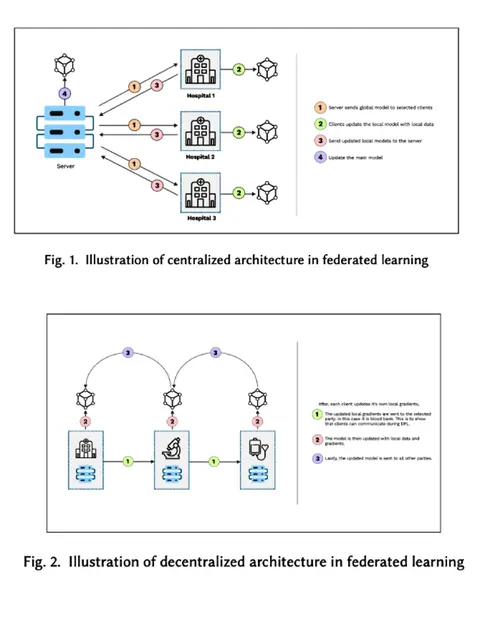 1
3
Hospital 1
2
4
1
Server sends global model to selected clients
2
Clients update the local model with local data
1
3
Hospital 2
2
3
Send updated local models to the server
4
Update the main model
Server
1
3
Hospital 3
2
Fig. 1. Illustration of centralized architecture in federated learning
3
3
After, each client updates it's own local gradients,
1
The updated local gradients are sent to the selected
party, in this case it is blood bank. This is to show
that clients can communicate during DFL.
2
2
2
2
The model is then updated with local data and
gradients.
3
Lastly, the updated model is sent to all other parties.
1
1
Fig. 2. Illustration of decentralized architecture in federated learning